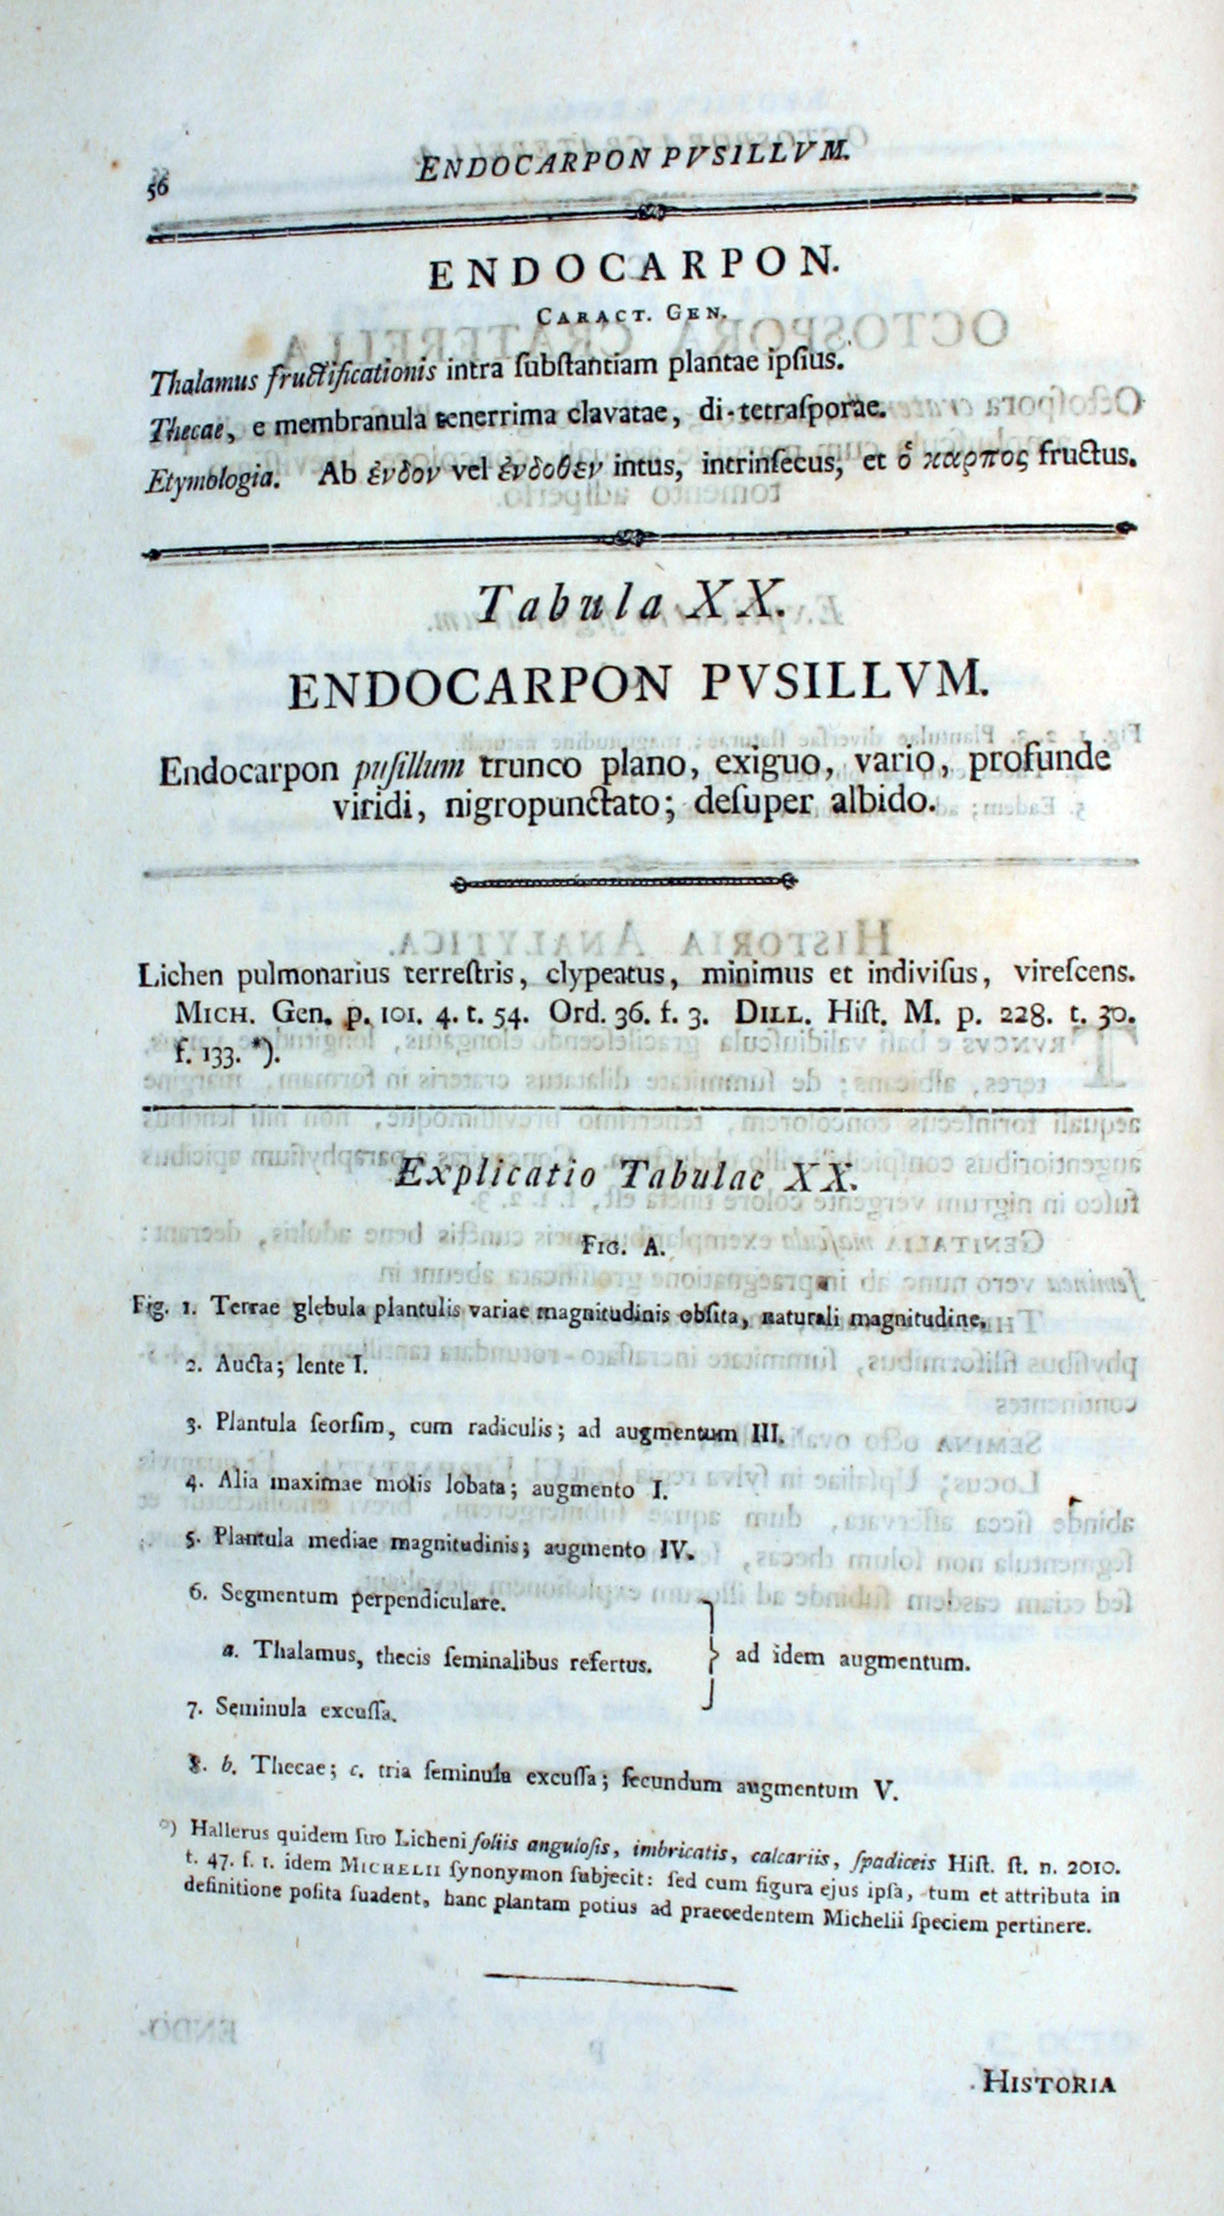 56
ENDOCARPON PVSILLVM.
ENDOCARPON.
CARACT. GEN.
Thalamus fructificationis intra ſubſtantiam plantae ipſius.
Thecae, e membranula tenerrima clavatae, di-tetraſporae.
Etymologia. Ab ἐνδον vel ἐνδοθεν intus, intrinſecus, et ὁ καρπος fructus.
Tabula XX.
ENDOCARPON PVSILLVM.
Endocarpon puſillum trunco plano, exiguo, vario, profunde
viridi, nigropunctato; deſuper albido.
Lichen pulmonarius terreſtris, clypeatus, minimus et indiviſus, vireſcens.
MICH. Gen. p. 101. 4. t. 54. Ord. 36. f. 3. DILL. Hiſt. M. p. 228. t. 30.
f. 133. *).
Explicatio Tabulae XX.
FIG. A.
Fig. 1. Terrae glebula plantulis variae magnitudinis obſita, naturali magnitudine.
2. Aucta; lente I.
3. Plantula ſeorſim, cum radiculis; ad augmentum III.
4. Alia maximae molis lobata; augmento I.
5. Plantula mediae magnitudinis; augmento IV.
6. Segmentum perpendiculare.
a. Thalamus, thecis ſeminalibus refertus. } ad idem augmentum.
7. Seminula excuſſa.
8. b. Thecae; c. tria ſeminula excuſſa; ſecundum augmentum V.
*) Hallerus quidem ſuo Licheni foliis anguloſis, imbricatis, calcariis, ſpadiceis Hiſt. ſt. n. 2010.
t. 47. f. 1. idem MICHELII ſynonymon ſubjecit: ſed cum figura ejus ipſa, tum et attributa in
definitione poſita ſuadent, hanc plantam potius ad praecedentem Michelii ſpeciem pertinere.
HISTORIA